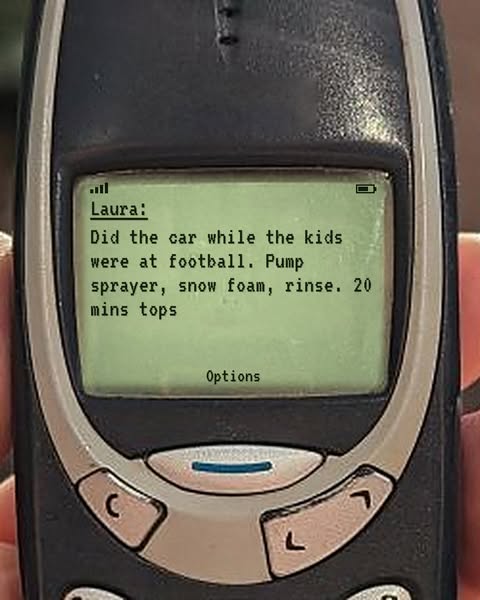 Laura:
Did the car while the kids
were at football. Pump
sprayer, snow foam, rinse. 20
mins tops
Options